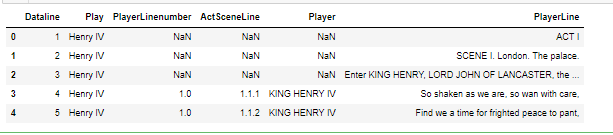 Dataline Play PlayerLinenumber ActSceneLine Player PlayerLine
0 1 Henry IV NaN NaN NaN ACT I
1 2 Henry IV NaN NaN NaN SCENE I. London. The palace.
2 3 Henry IV NaN NaN NaN Enter KING HENRY, LORD JOHN OF LANCASTER, the ...
3 4 Henry IV 1.0 1.1.1 KING HENRY IV So shaken as we are, so wan with care,
4 5 Henry IV 1.0 1.1.2 KING HENRY IV Find we a time for frighted peace to pant,